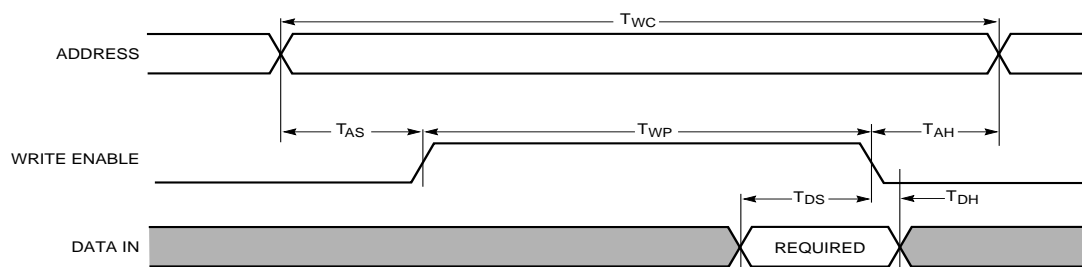 TWC
ADDRESS
TAS
TWP
TAH
WRITE ENABLE
TDS
TDH
DATA IN
REQUIRED